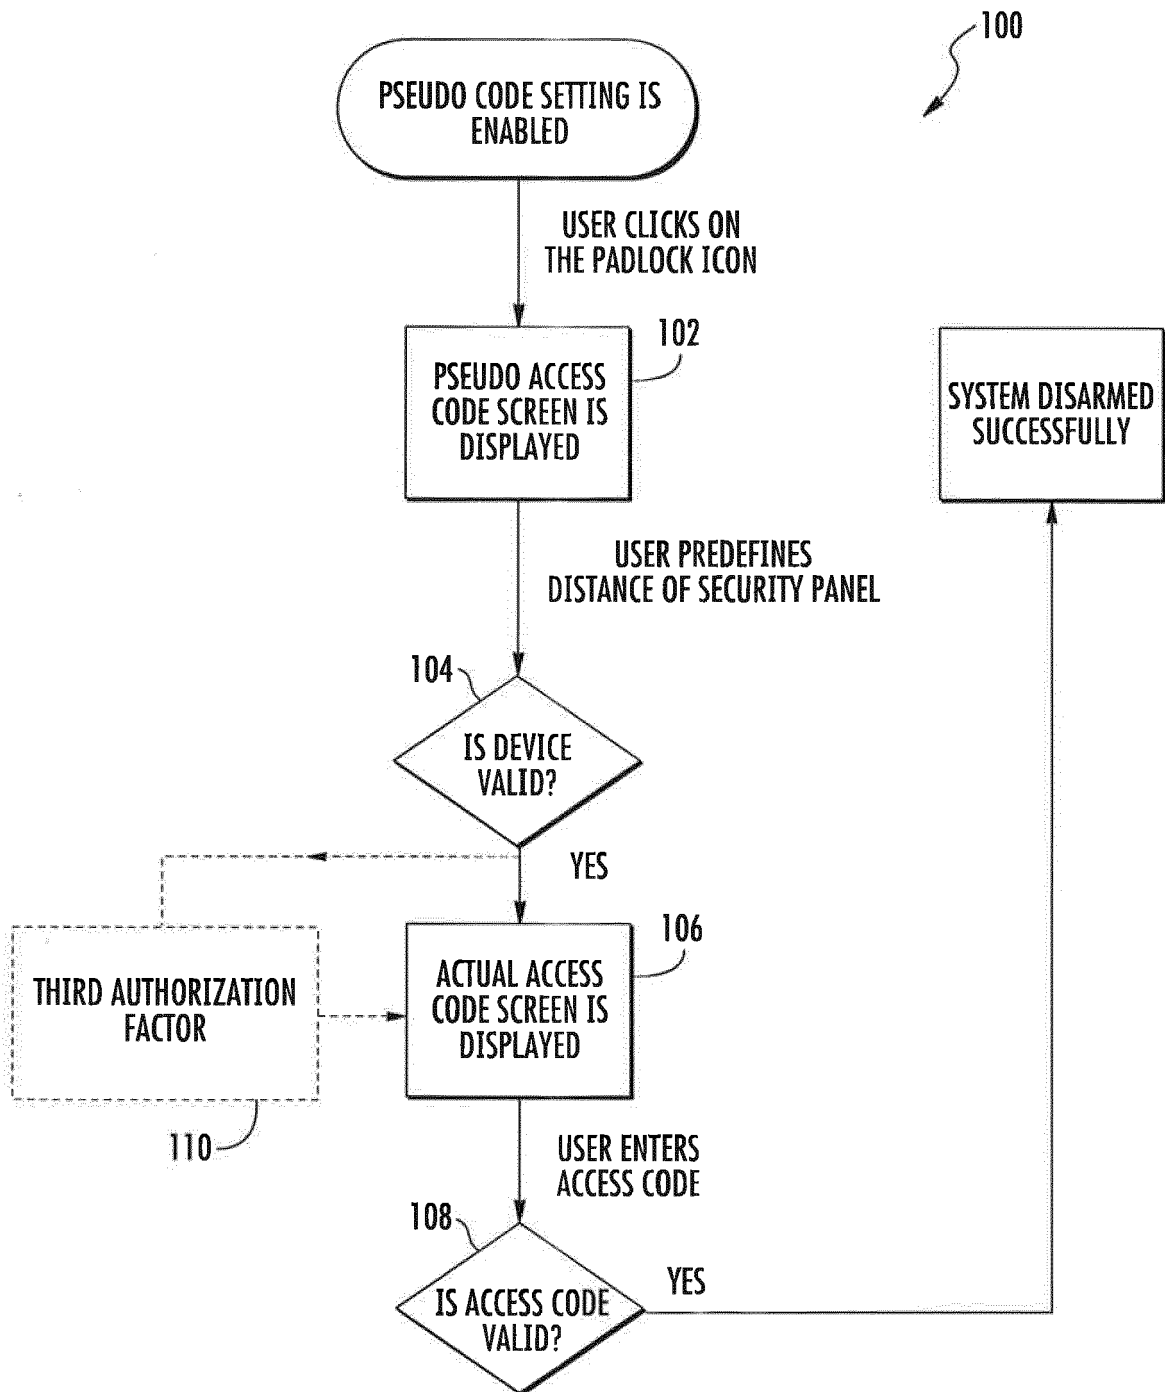 100
PSEUDO CODE SETTING IS
ENABLED
USER CLICKS ON
THE PADLOCK ICON
102
PSEUDO ACCESS
CODE SCREEN IS
DISPLAYED
SYSTEM DISARMED
SUCCESSFULLY
USER PREDEFINES
DISTANCE OF SECURITY PANEL
104
IS DEVICE
VALID?
YES
106
THIRD AUTHORIZATION
FACTOR
ACTUAL ACCESS
CODE SCREEN IS
DISPLAYED
110
USER ENTERS
ACCESS CODE
108
IS ACCESS CODE
VALID?
YES